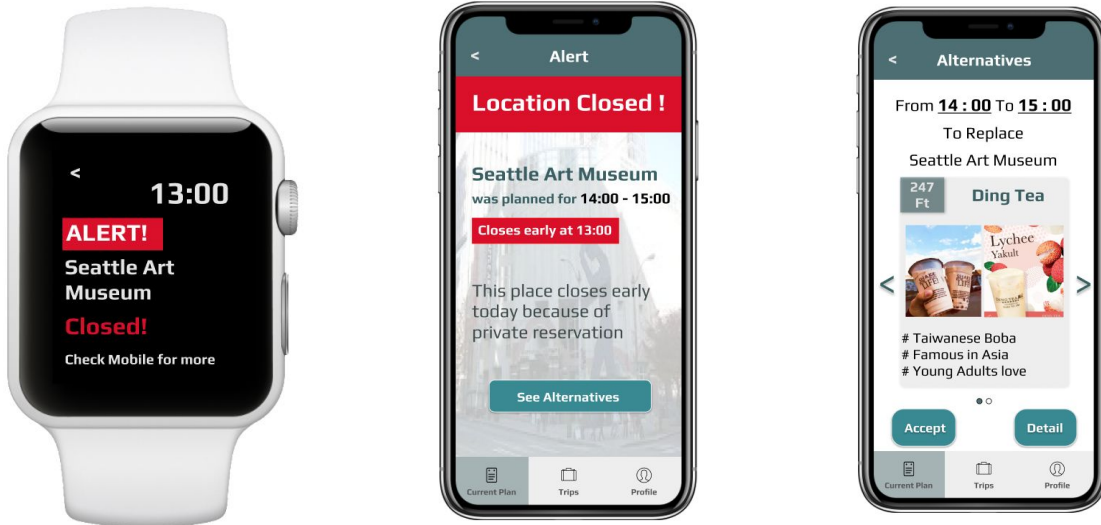 <
13:00
ALERT!
Seattle Art
Museum
Closed!
Check Mobile for more
<
Alert
Location Closed !
Seattle Art Museum
was planned for 14:00 - 15:00
Closes early at 13:00
This place closes early
today because of
private reservation
See Alternatives
Current Plan
Trips
Profile
<
Alternatives
From 14 : 00 To 15 : 00
To Replace
Seattle Art Museum
247
Ft
Ding Tea
Lychee
Yakult
<
>
# Taiwanese Boba
# Famous in Asia
# Young Adults love
Accept
Detail
Current Plan
Trips
Profile